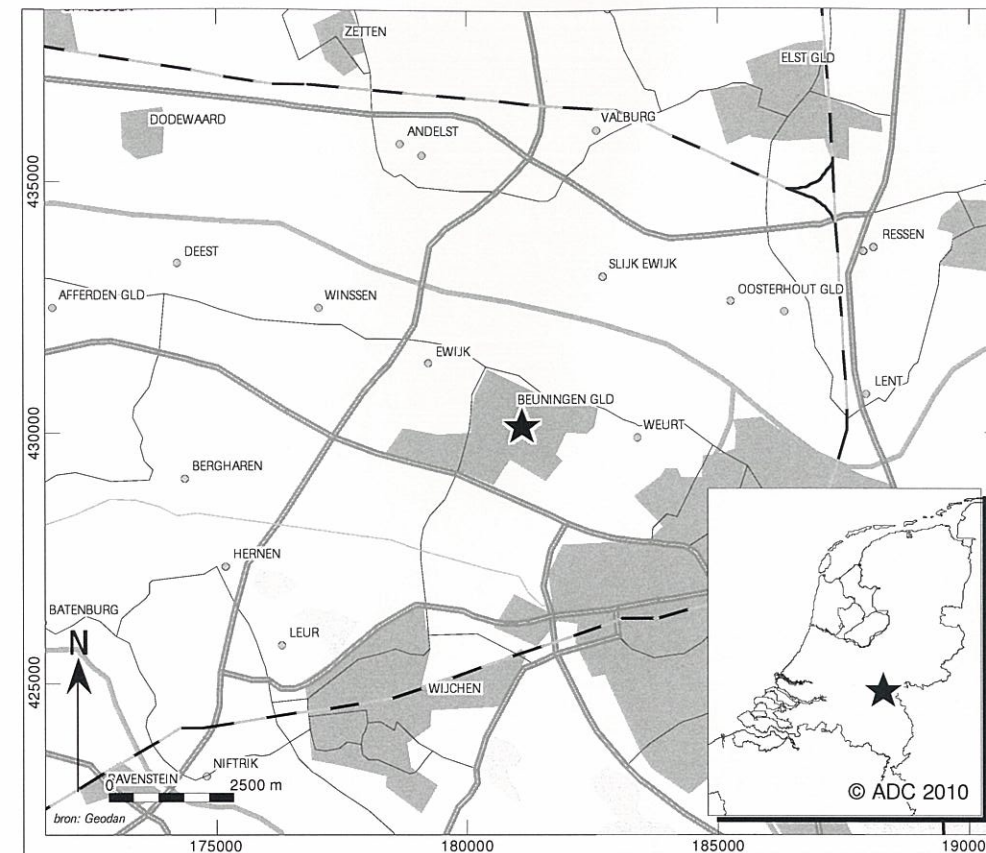 ZETTEN
ELST GLD
DODEWAARD
VALBURG
ANDELST
435000
RESSEN
DEEST
SLIJK EWIJK
OOSTERHOUT GLD
AFFERDEN GLD
WINSSEN
EWIJK
LENT
BEUNINGEN GLD
WEURT
430000
BERGHAREN
HERNEN
BATENBURG
N
LEUR
425000
WIJCHEN
NIFTRIK
RAVENSTEIN
0 2500 m
© ADC 2010
bron: Geodan
175000 180000 185000 19000